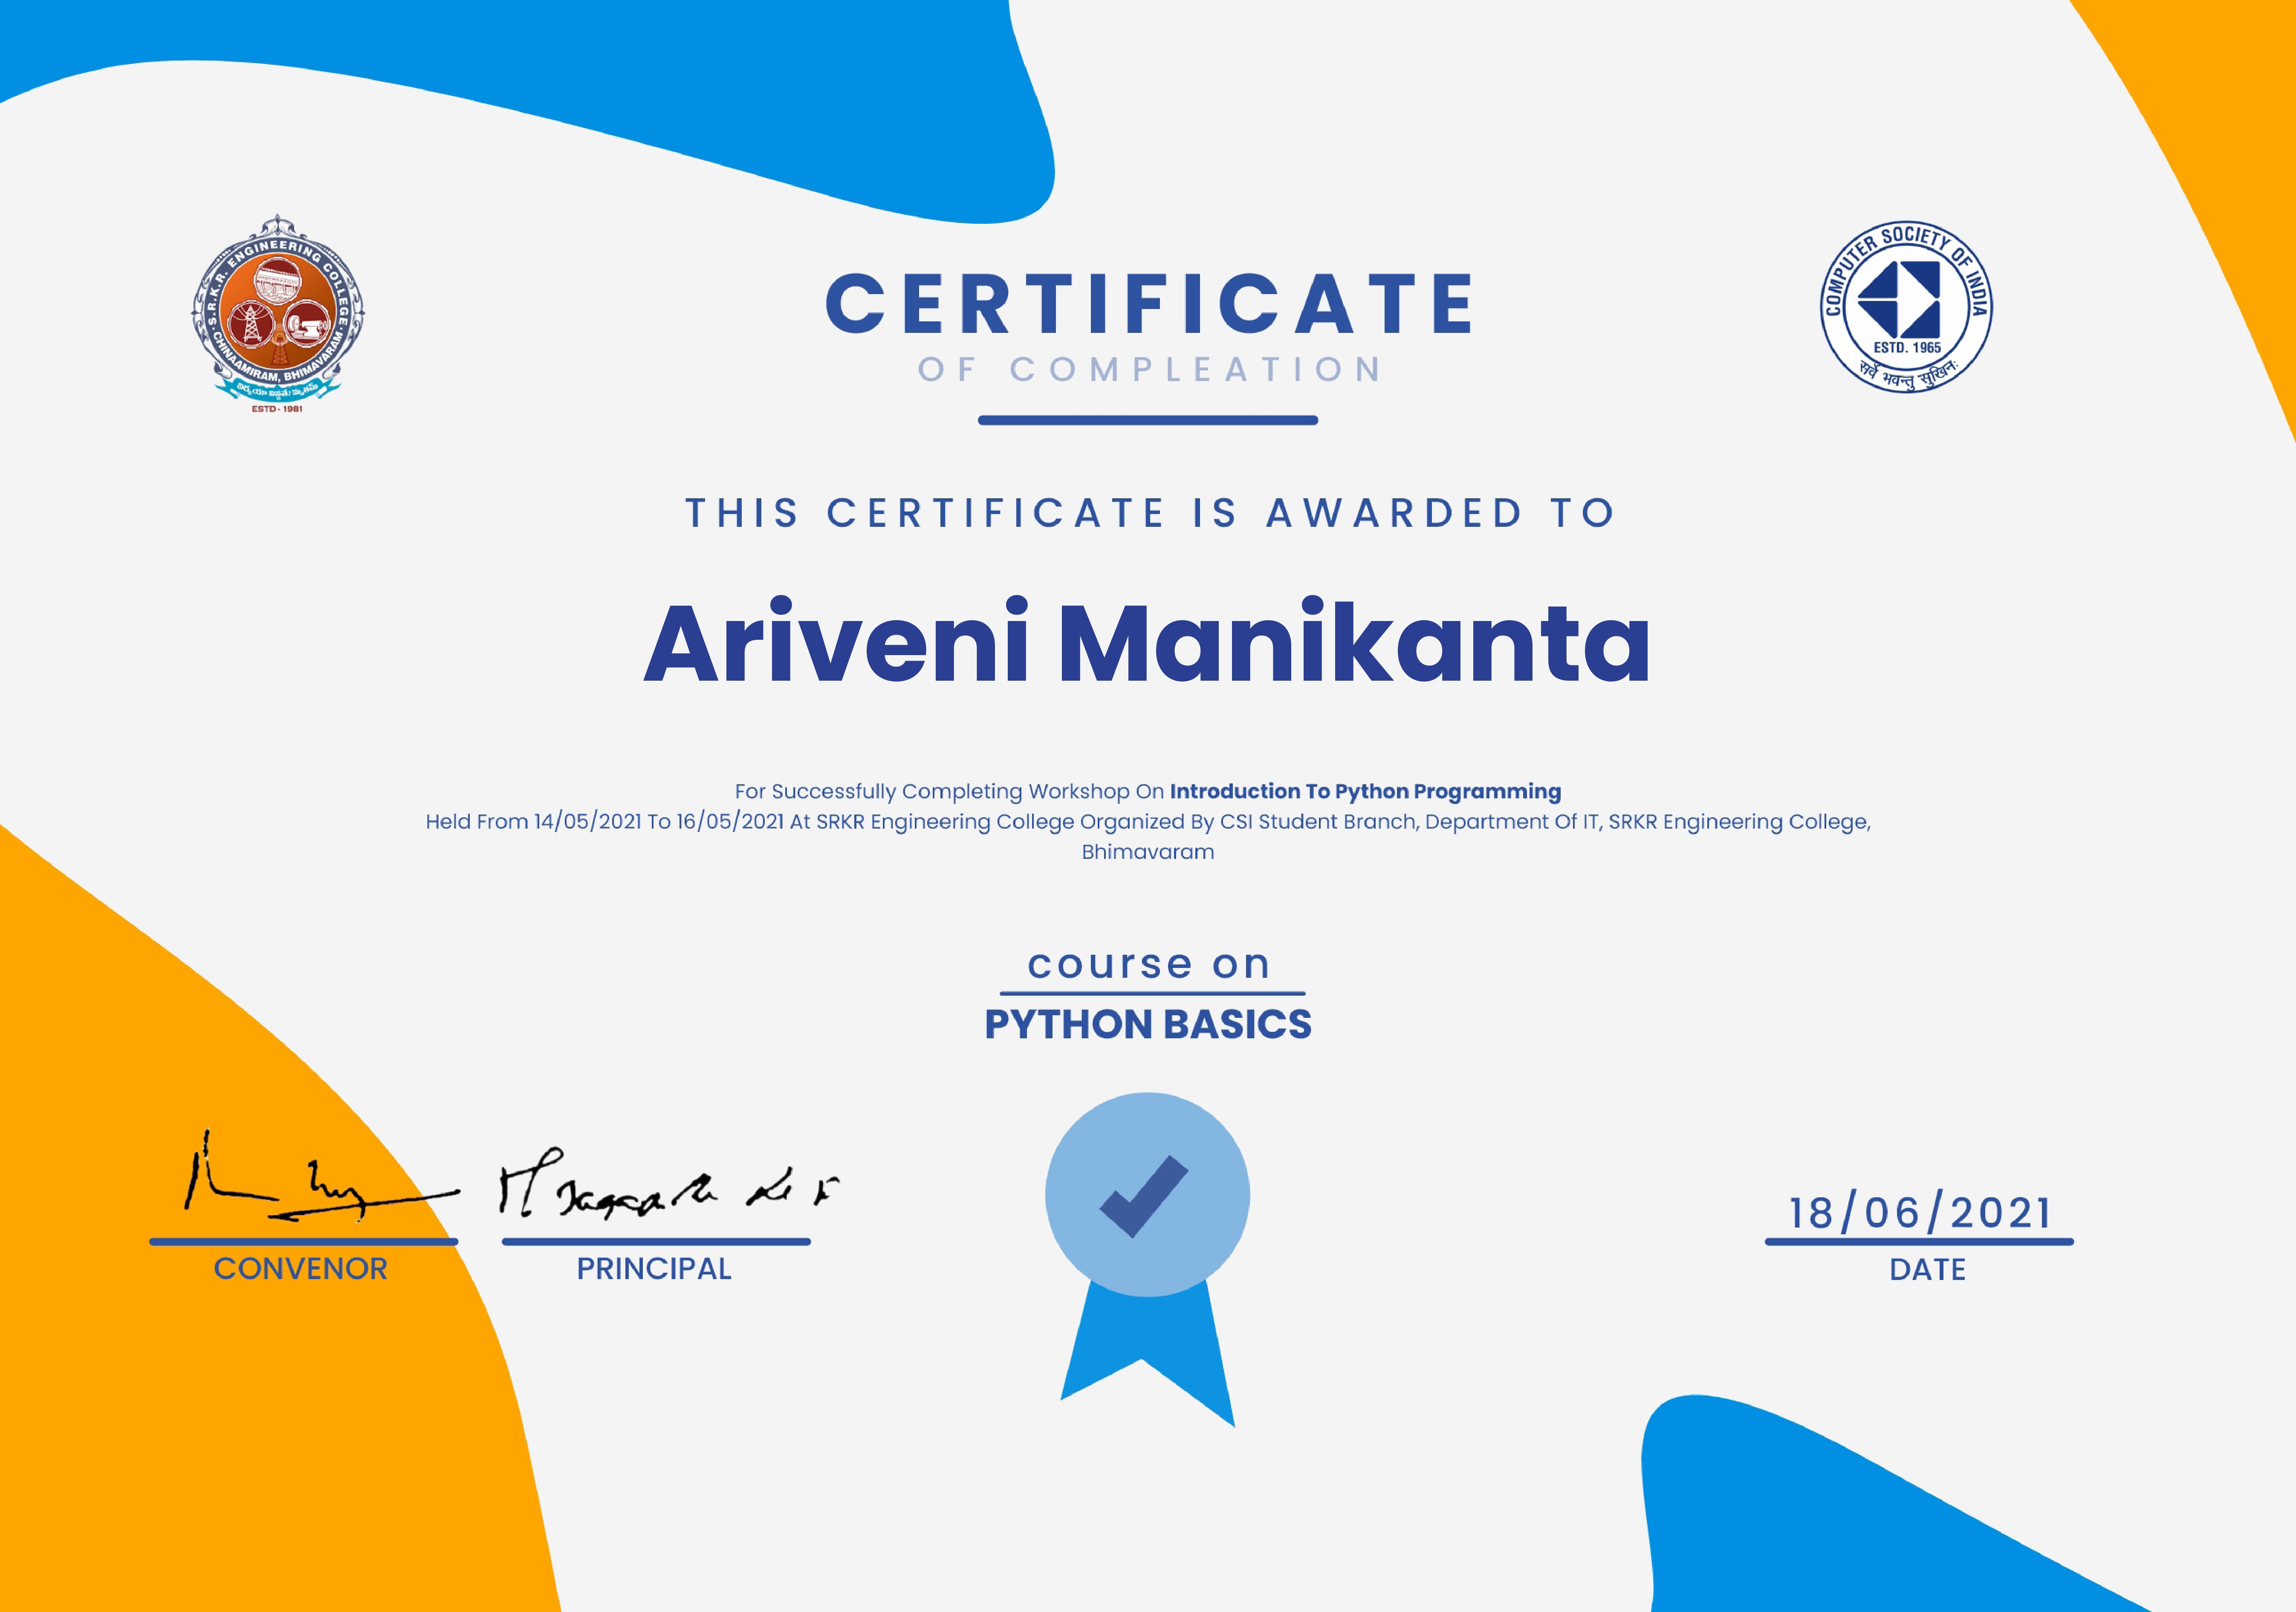 S.R.K.R. ENGINEERING COLLEGE
CHINAAMIRAM, BHIMAVARAM
ESTD - 1981
COMPUTER SOCIETY OF INDIA
ESTD. 1965
सर्वे भवन्तु सुखिनः
CERTIFICATE
OF COMPLEATION
THIS CERTIFICATE IS AWARDED TO
Ariveni Manikanta
For Successfully Completing Workshop On Introduction To Python Programming
Held From 14/05/2021 To 16/05/2021 At SRKR Engineering College Organized By CSI Student Branch, Department Of IT, SRKR Engineering College,
Bhimavaram
course on
PYTHON BASICS
18/06/2021
CONVENOR
PRINCIPAL
DATE